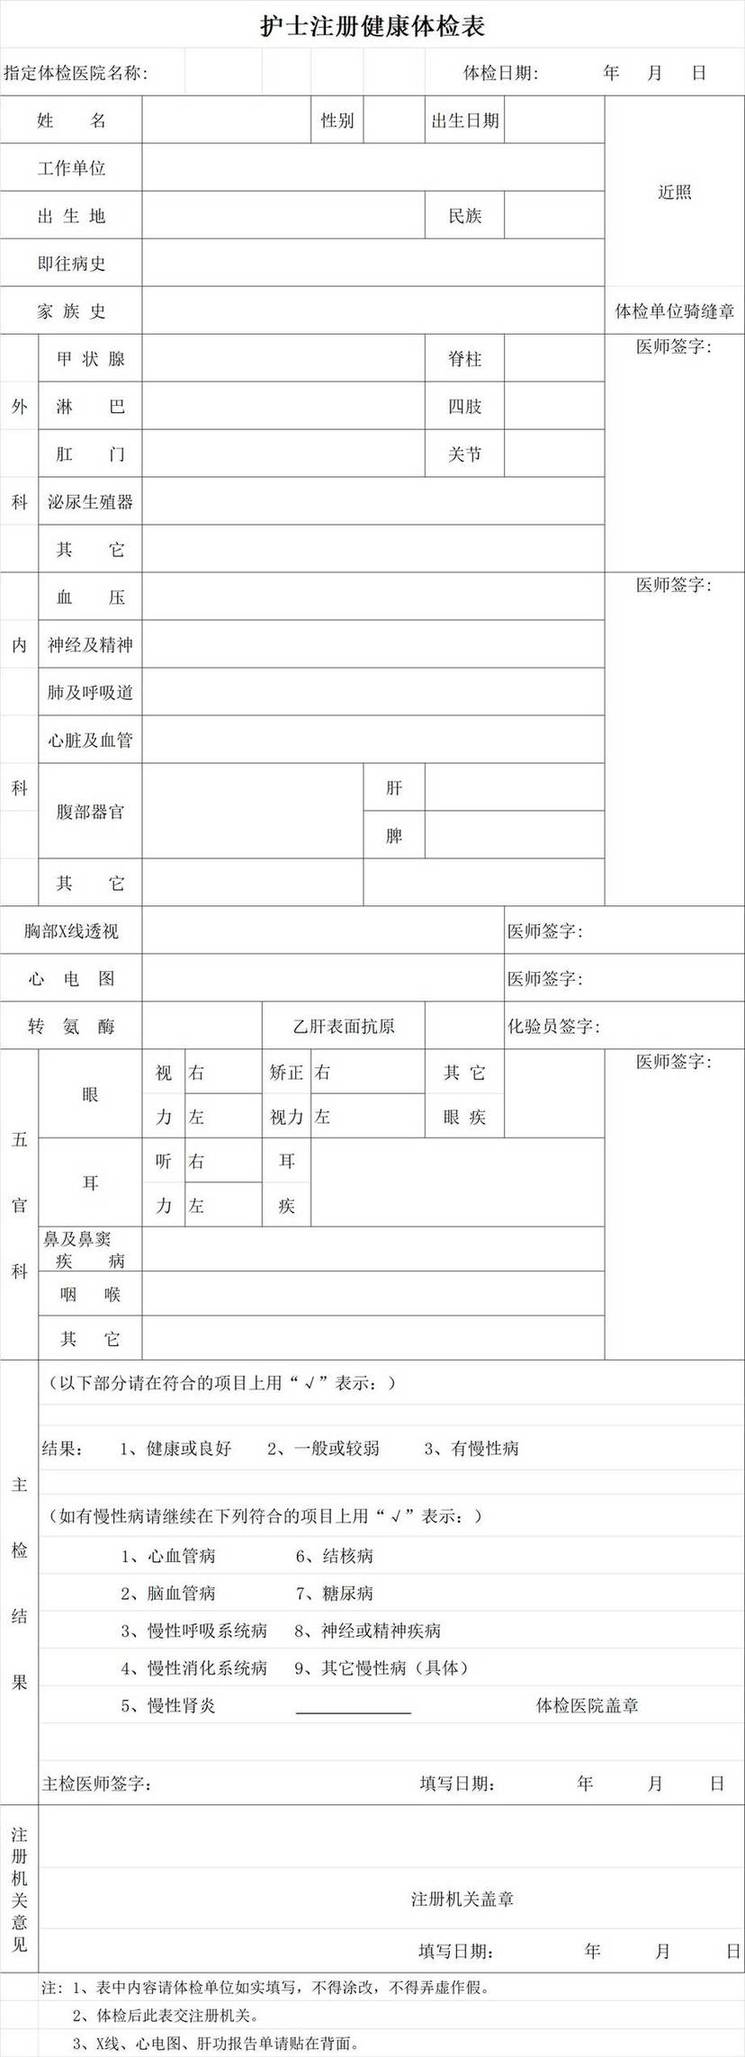 护士注册健康体检表
指定体检医院名称: 体检日期: 年 月 日
姓 名 性别 出生日期
工作单位
近照
出 生 地 民族
即往病史
家 族 史 体检单位骑缝章
外 科
甲 状 腺 脊柱 医师签字:
淋 巴 四肢
肛 门 关节
泌尿生殖器
其 它
内 科
血 压 医师签字:
神经及精神
肺及呼吸道
心脏及血管
腹部器官 肝
脾
其 它
胸部X线透视 医师签字:
心 电 图 医师签字:
转 氨 酶 乙肝表面抗原 化验员签字:
五 官 科
眼 视力 右 左 矫正视力 右 左 其它眼疾 医师签字:
耳 听力 右 左 耳疾
鼻及鼻窦
疾 病
咽 喉
其 它
主 检 结 果
(以下部分请在符合的项目上用“√”表示:)
结果: 1、健康或良好 2、一般或较弱 3、有慢性病
(如有慢性病请继续在下列符合的项目上用“√”表示:)
1、心血管病 6、结核病
2、脑血管病 7、糖尿病
3、慢性呼吸系统病 8、神经或精神疾病
4、慢性消化系统病 9、其它慢性病(具体)
5、慢性肾炎 体检医院盖章
主检医师签字: 填写日期: 年 月 日
注册机关意见
注册机关盖章
填写日期: 年 月 日
注: 1、表中内容请体检单位如实填写,不得涂改,不得弄虚作假。
2、体检后此表交注册机关。
3、X线、心电图、肝功报告单请贴在背面。